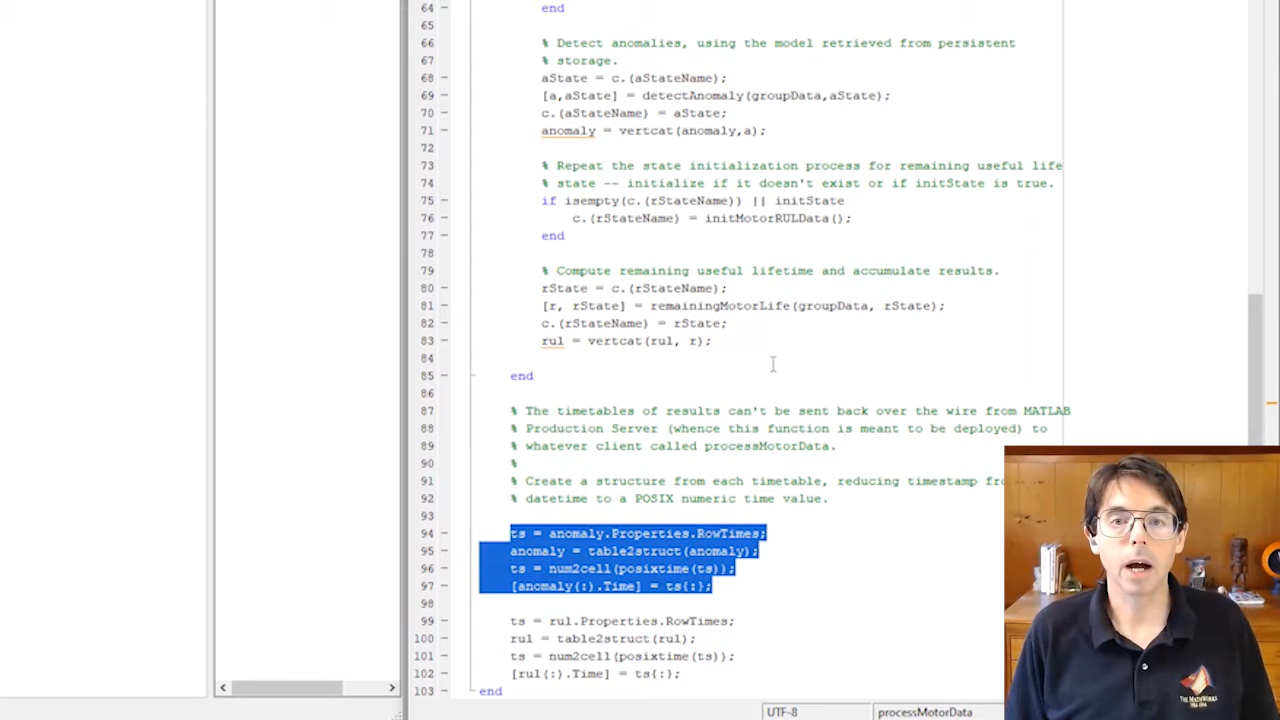 64 end
65
66 % Detect anomalies, using the model retrieved from persistent
67 % storage.
68 aState = c.(aStateName);
69 [a,aState] = detectAnomaly(groupData,aState);
70 c.(aStateName) = aState;
71 anomaly = vertcat(anomaly,a);
72
73 % Repeat the state initialization process for remaining useful life
74 % state -- initialize if it doesn't exist or if initState is true.
75 if isempty(c.(rStateName)) || initState
76 c.(rStateName) = initMotorRULData();
77 end
78
79 % Compute remaining useful lifetime and accumulate results.
80 rState = c.(rStateName);
81 [r, rState] = remainingMotorLife(groupData, rState);
82 c.(rStateName) = rState;
83 rul = vertcat(rul, r);
84
85 end
86
87 % The timetables of results can't be sent back over the wire from MATLAB
88 % Production Server (whence this function is meant to be deployed) to
89 % whatever client called processMotorData.
90 %
91 % Create a structure from each timetable, reducing timestamp fro
92 % datetime to a POSIX numeric time value.
93
94 ts = anomaly.Properties.RowTimes;
95 anomaly = table2struct(anomaly);
96 ts = num2cell(posixtime(ts));
97 [anomaly(:).Time] = ts{:};
98
99 ts = rul.Properties.RowTimes;
100 rul = table2struct(rul);
101 ts = num2cell(posixtime(ts));
102 [rul(:).Time] = ts{:};
103 end
UTF-8 processMotorData
THE MATHWORKS